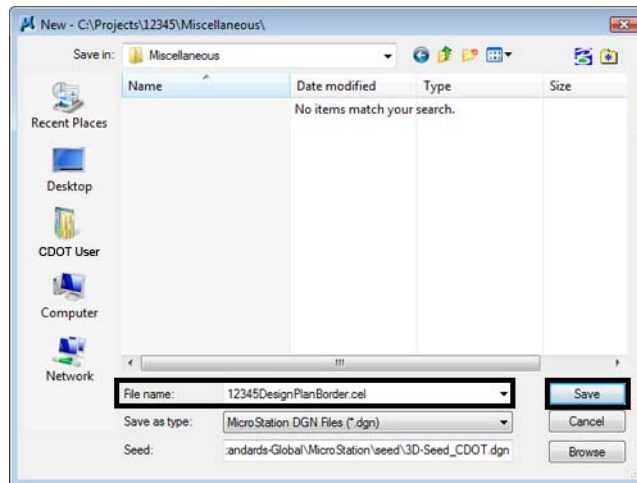 New - C:\Projects\12345\Miscellaneous\
Save in: Miscellaneous
Name Date modified Type Size
No items match your search.
Recent Places
Desktop
CDOT User
Computer
Network
File name: 12345DesignPlanBorder.cel Save
Save as type: MicroStation DGN Files (*.dgn) Cancel
Seed: :andards-Global\MicroStation\seed\3D-Seed_CDOT.dgn Browse